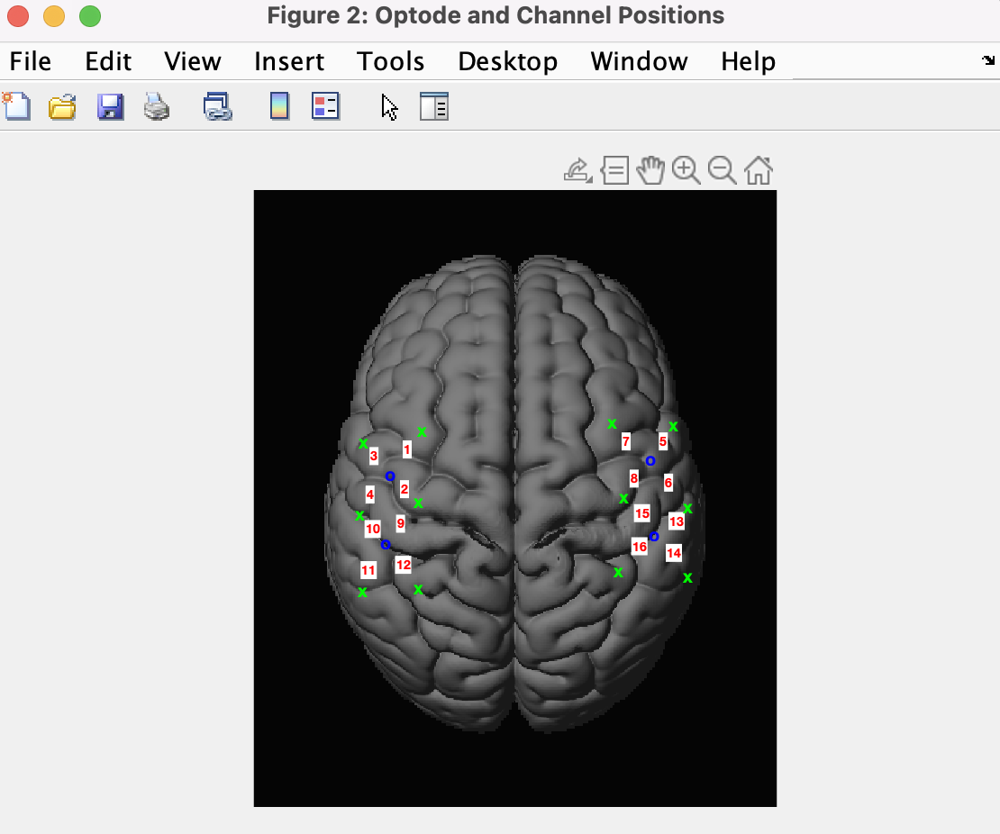 Figure 2: Optode and Channel Positions
File Edit View Insert Tools Desktop Window Help
x x x x
7 5
3 1
o o
8 6
4 2
x x x x
15
10 9 13
o o
16 14
11 12
x x
x x